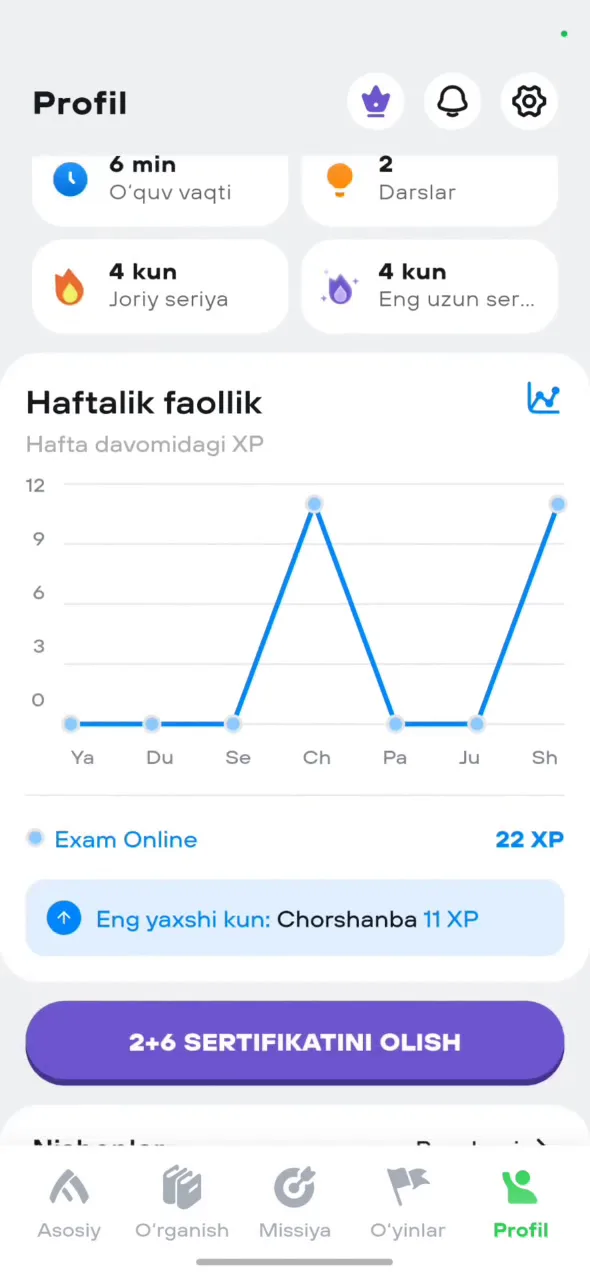 Profil
6 min
O'quv vaqti
2
Darslar
4 kun
Joriy seriya
4 kun
Eng uzun ser...
Haftalik faollik
Hafta davomidagi XP
12
9
6
3
0
Ya Du Se Ch Pa Ju Sh
Exam Online 22 XP
Eng yaxshi kun: Chorshanba 11 XP
2+6 SERTIFIKATINI OLISH
Asosiy O'rganish Missiya O'yinlar Profil